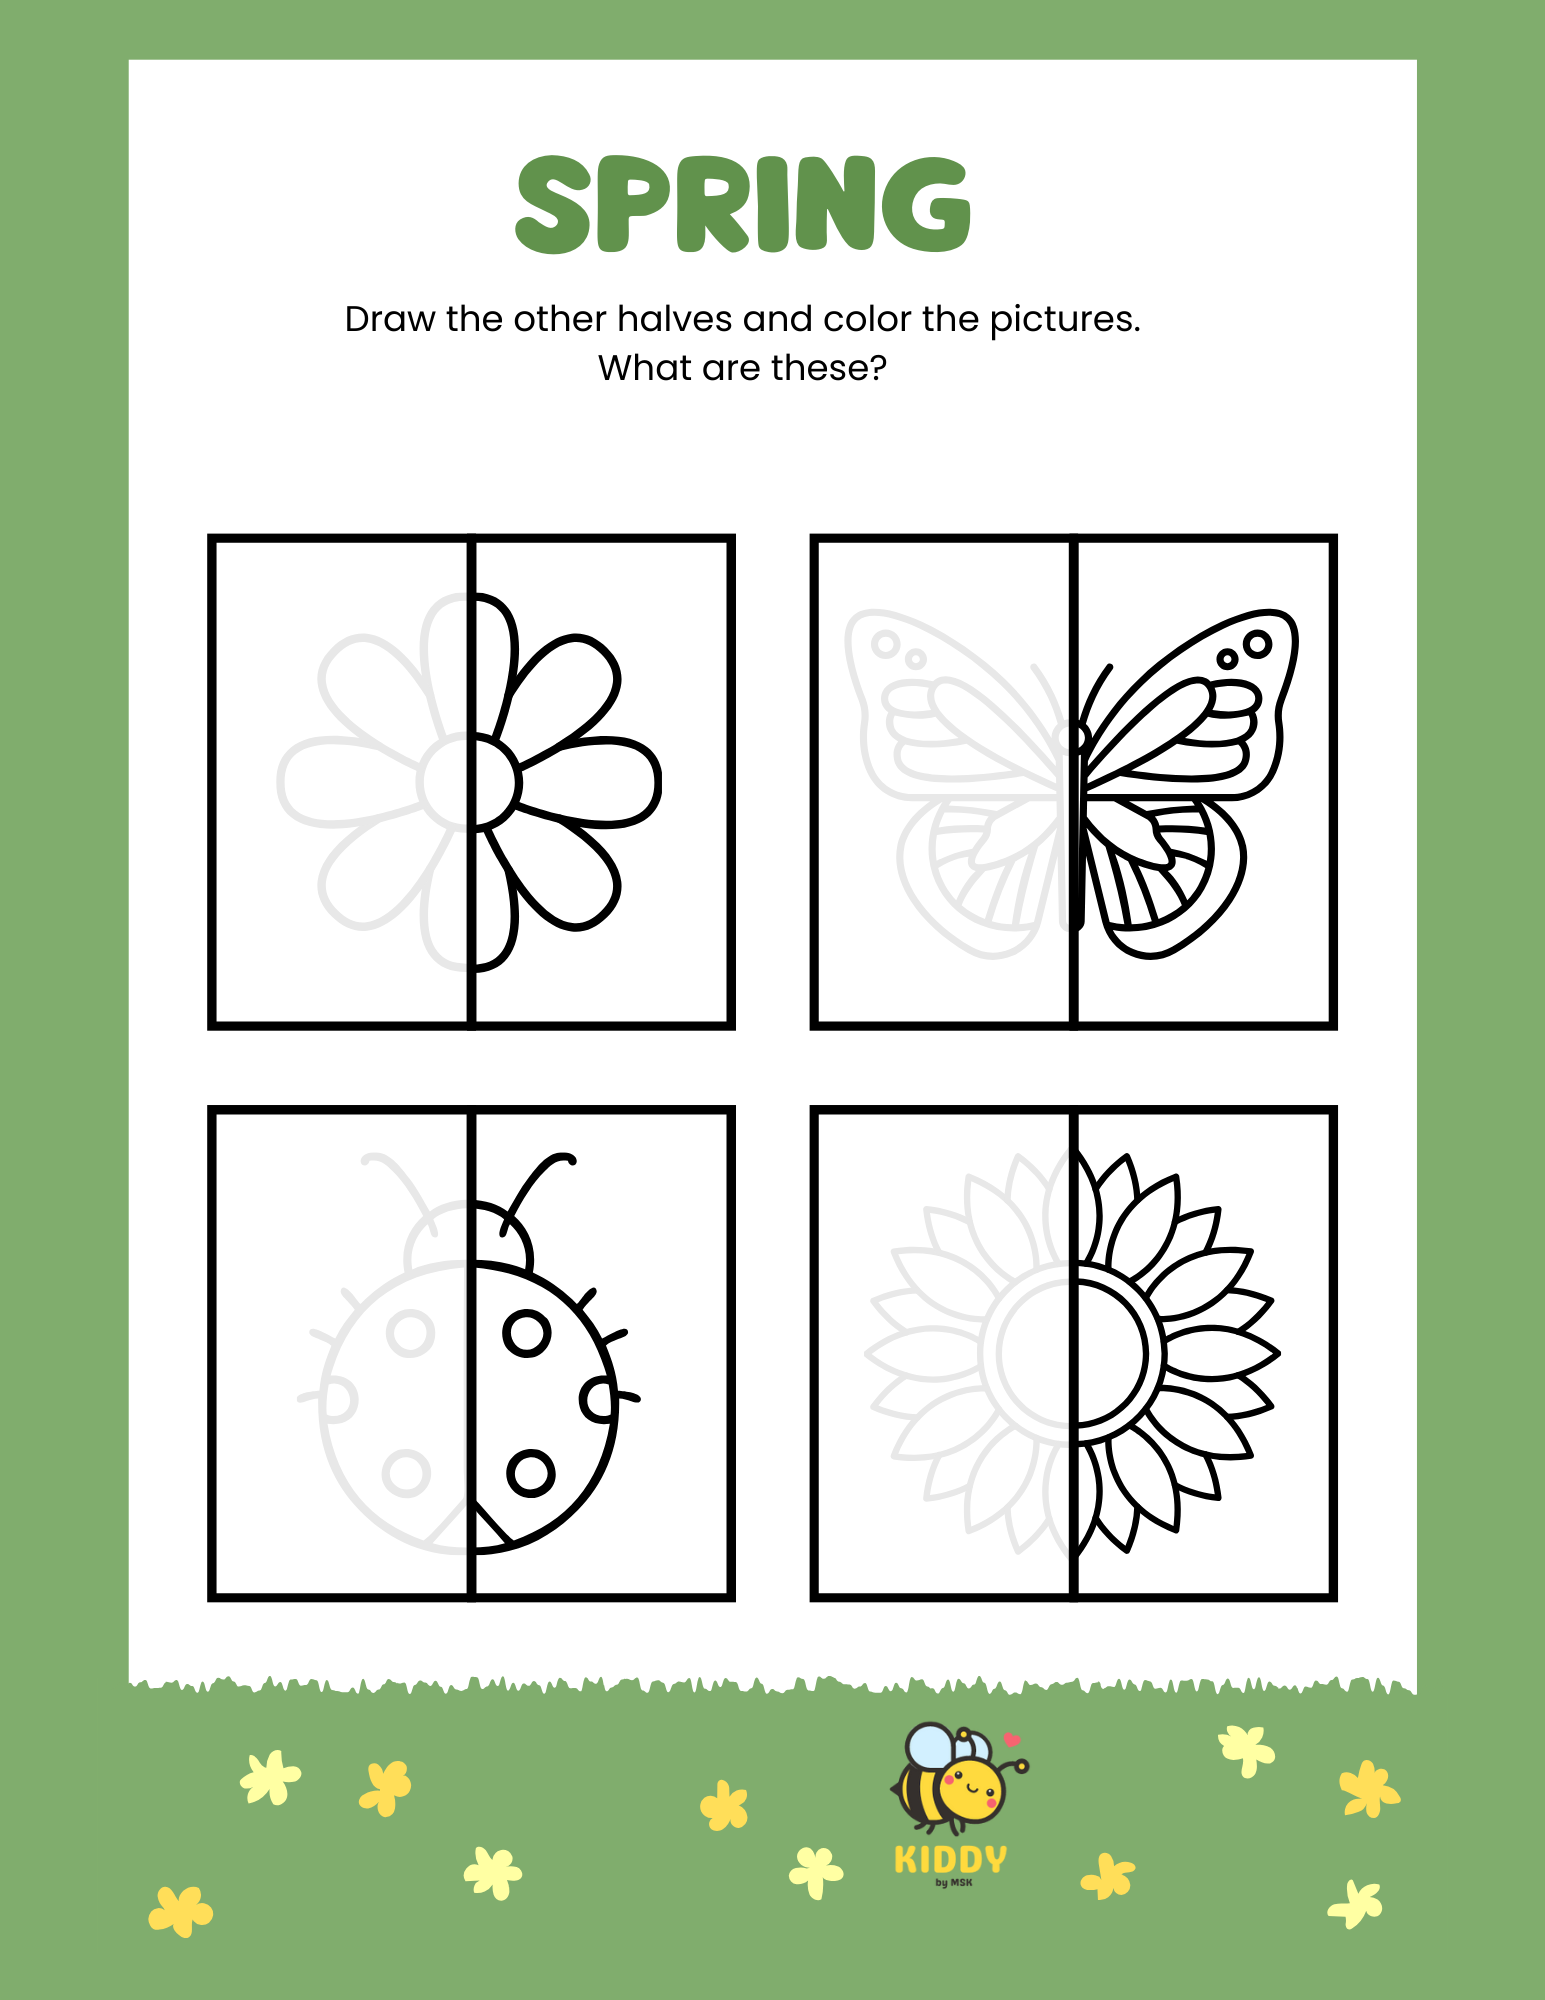 SPRING
Draw the other halves and color the pictures.
What are these?
KIDDY
by MSK